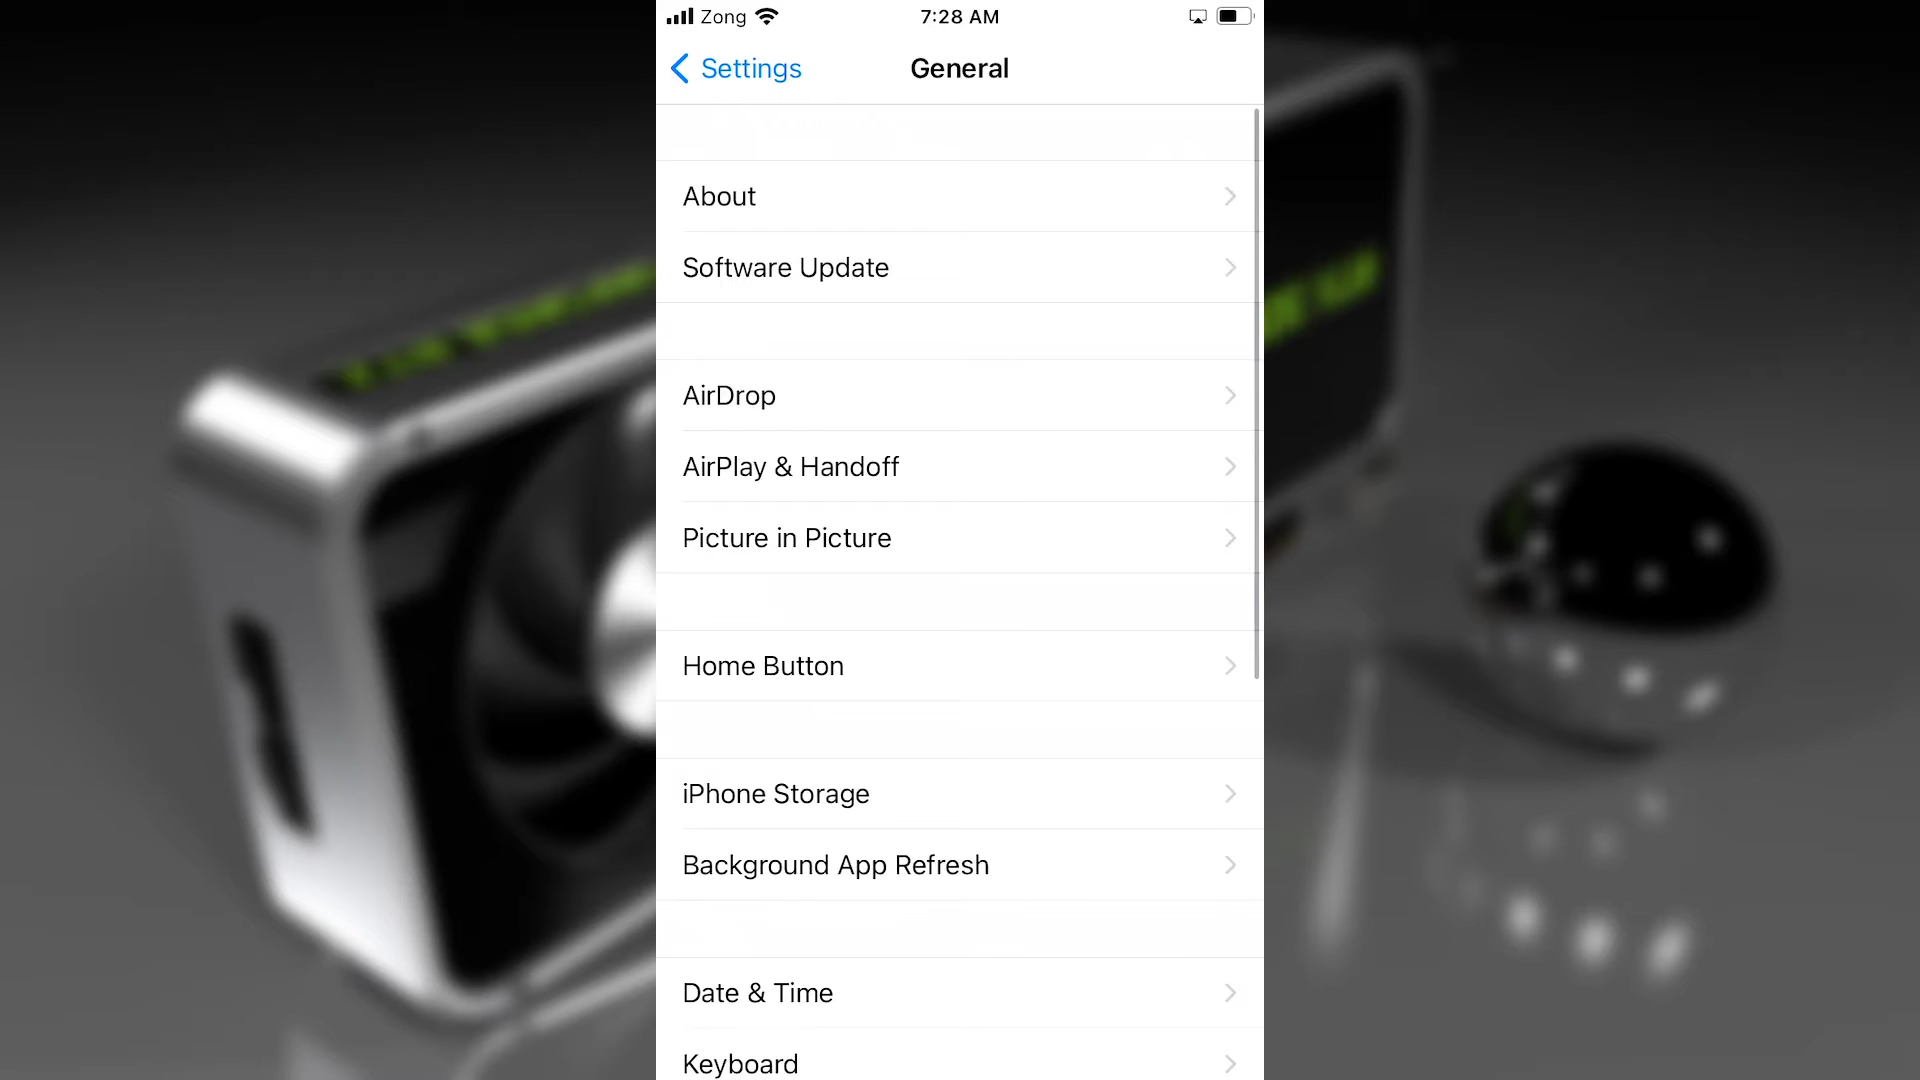 Zong
7:28 AM
Settings
General
About
Software Update
AirDrop
AirPlay & Handoff
Picture in Picture
Home Button
iPhone Storage
Background App Refresh
Date & Time
Keyboard